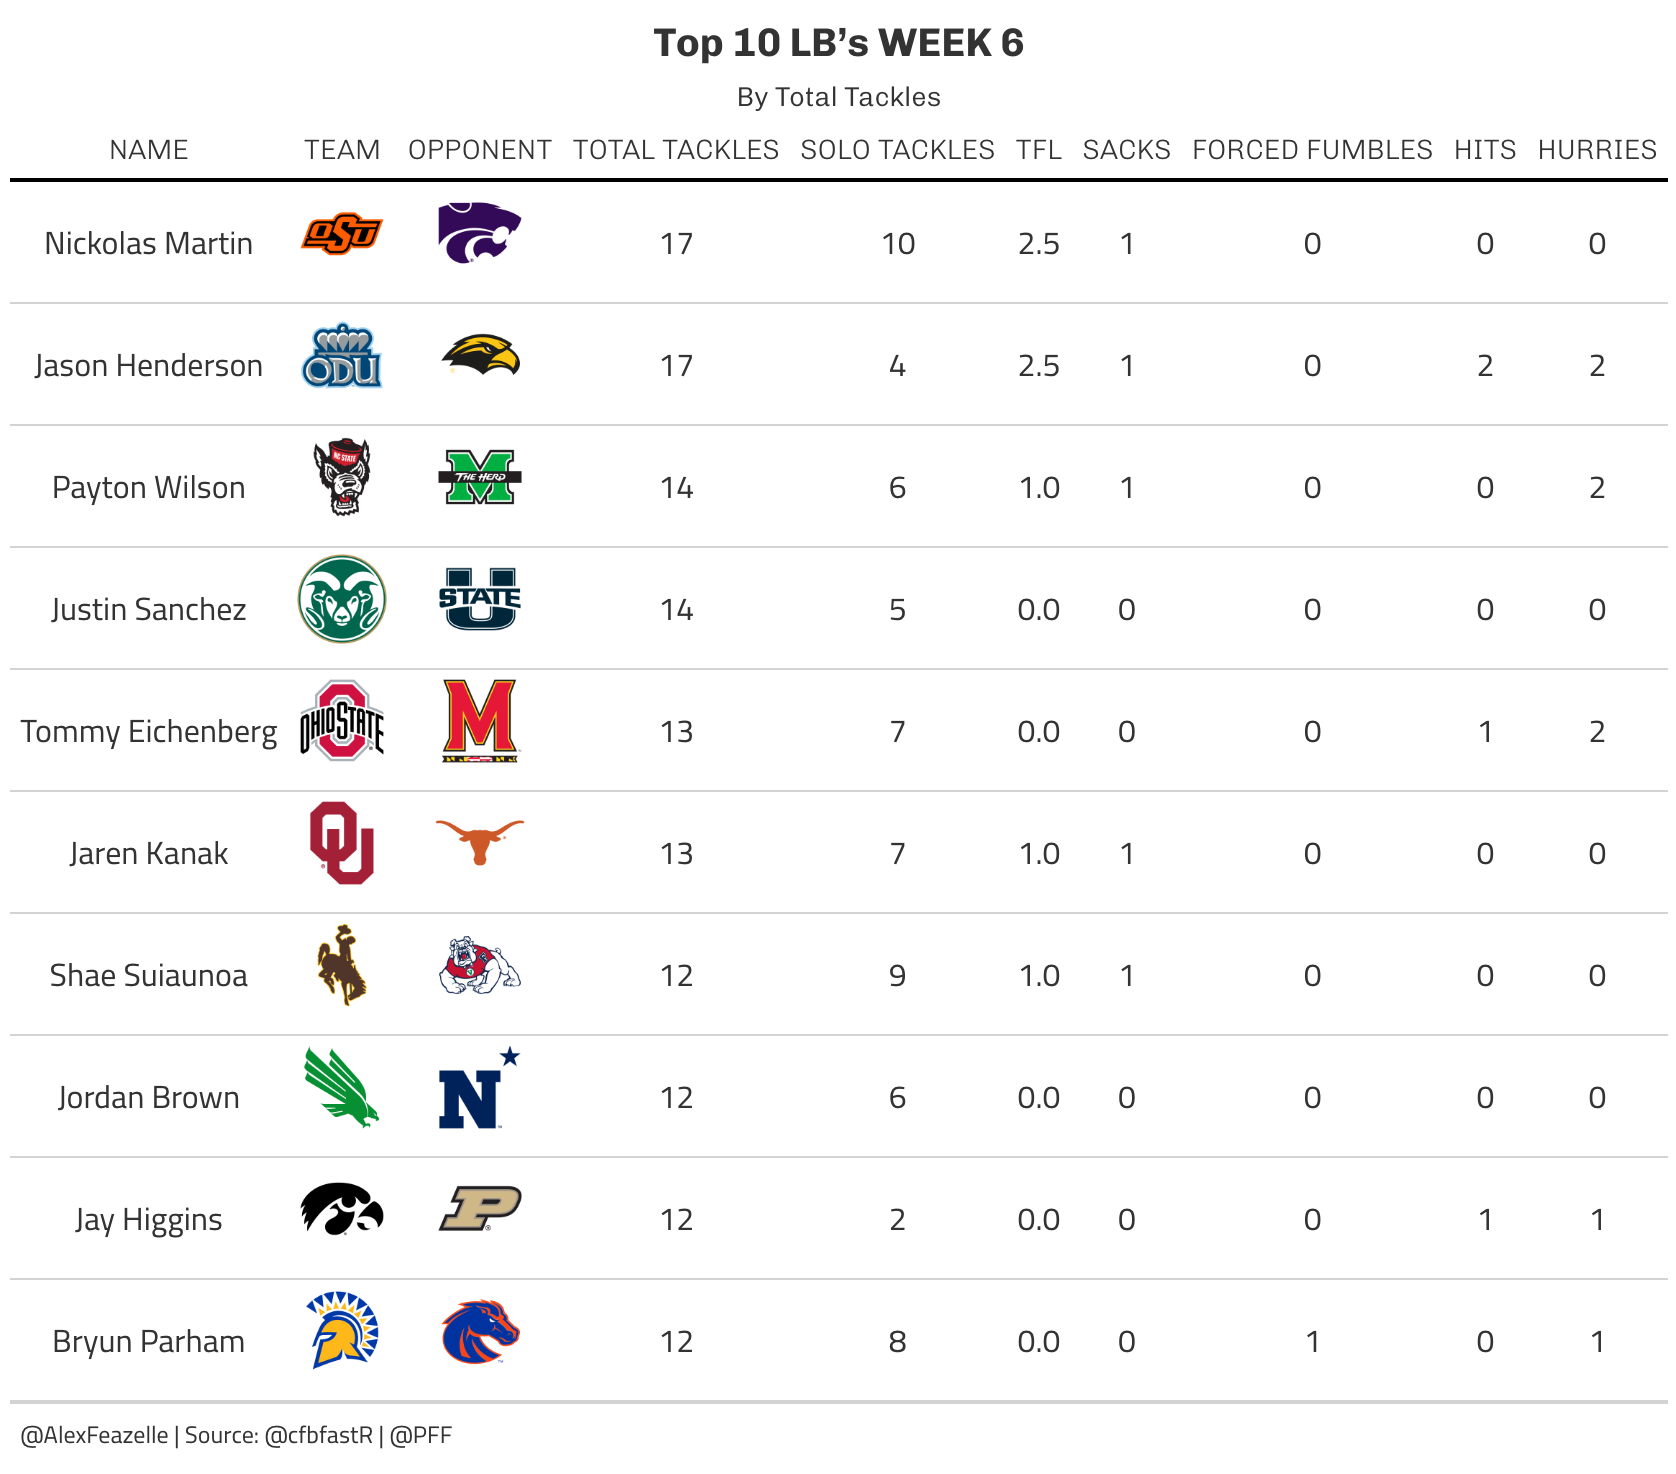 Top 10 LB’s WEEK 6
By Total Tackles
NAME TEAM OPPONENT TOTAL TACKLES SOLO TACKLES TFL SACKS FORCED FUMBLES HITS HURRIES
Nickolas Martin OSU 17 10 2.5 1 0 0 0
Jason Henderson ODU 17 4 2.5 1 0 2 2
Payton Wilson NC STATE M THE HERD 14 6 1.0 1 0 0 2
Justin Sanchez U STATE 14 5 0.0 0 0 0 0
Tommy Eichenberg OHIO STATE M 13 7 0.0 0 0 1 2
Jaren Kanak OU 13 7 1.0 1 0 0 0
Shae Suiaunoa 12 9 1.0 1 0 0 0
Jordan Brown N 12 6 0.0 0 0 0 0
Jay Higgins P 12 2 0.0 0 0 1 1
Bryun Parham 12 8 0.0 0 1 0 1
@AlexFeazelle | Source: @cfbfastR | @PFF